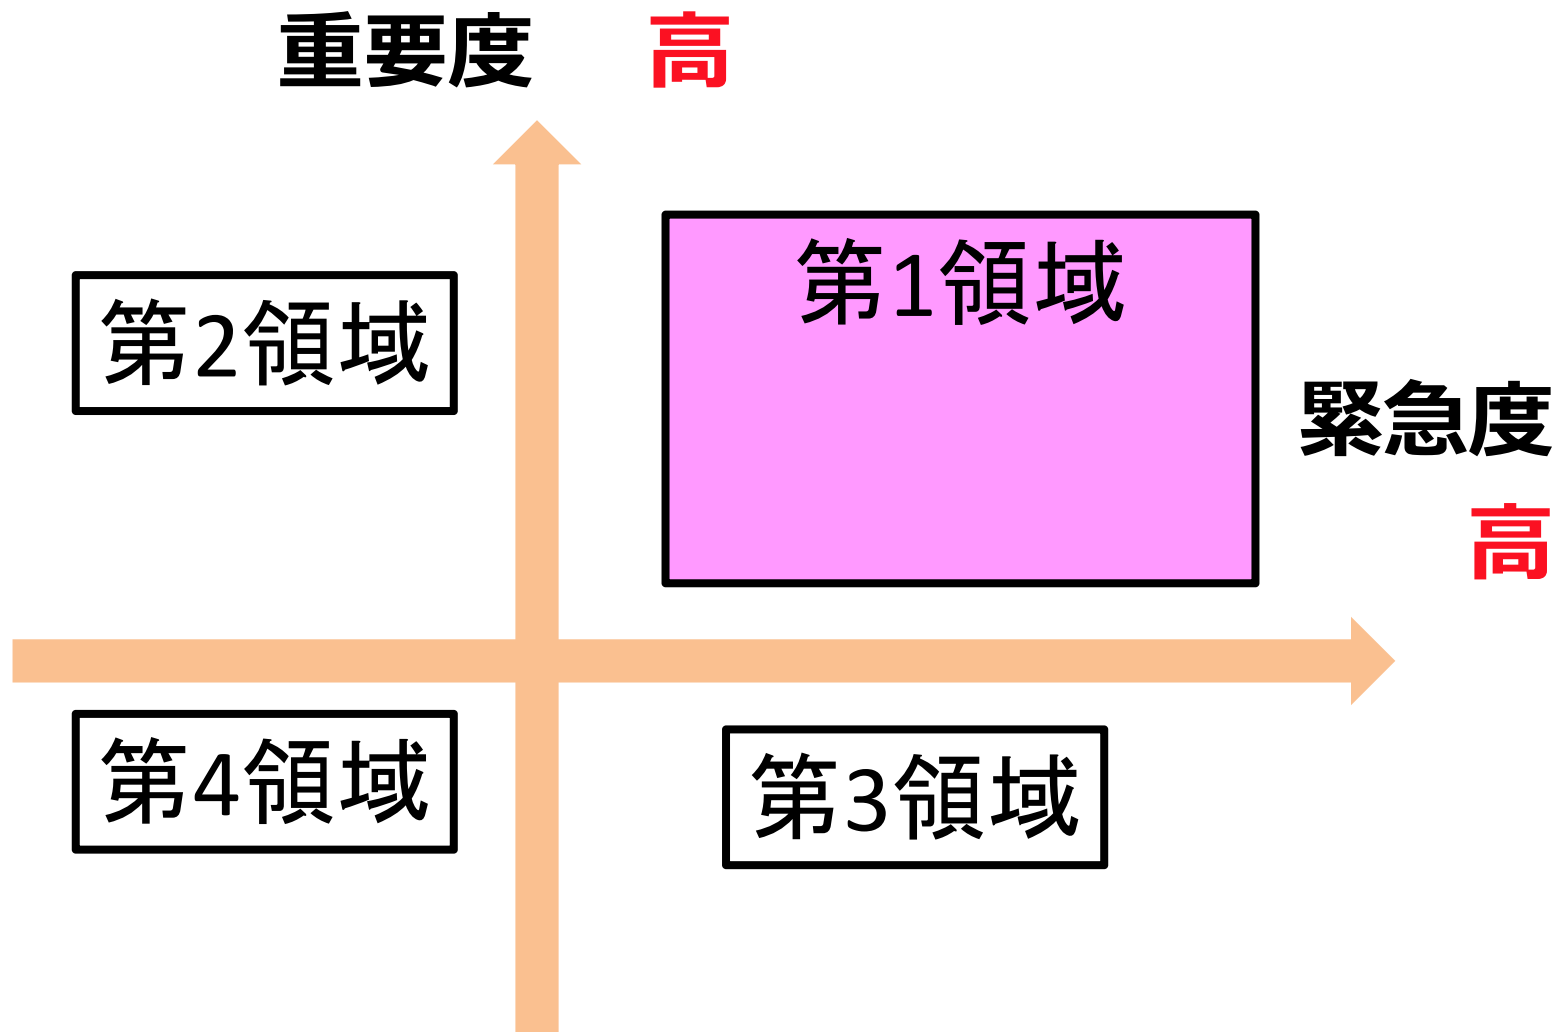 重要度 高
第1領域
第2領域
緊急度
高
第4領域
第3領域